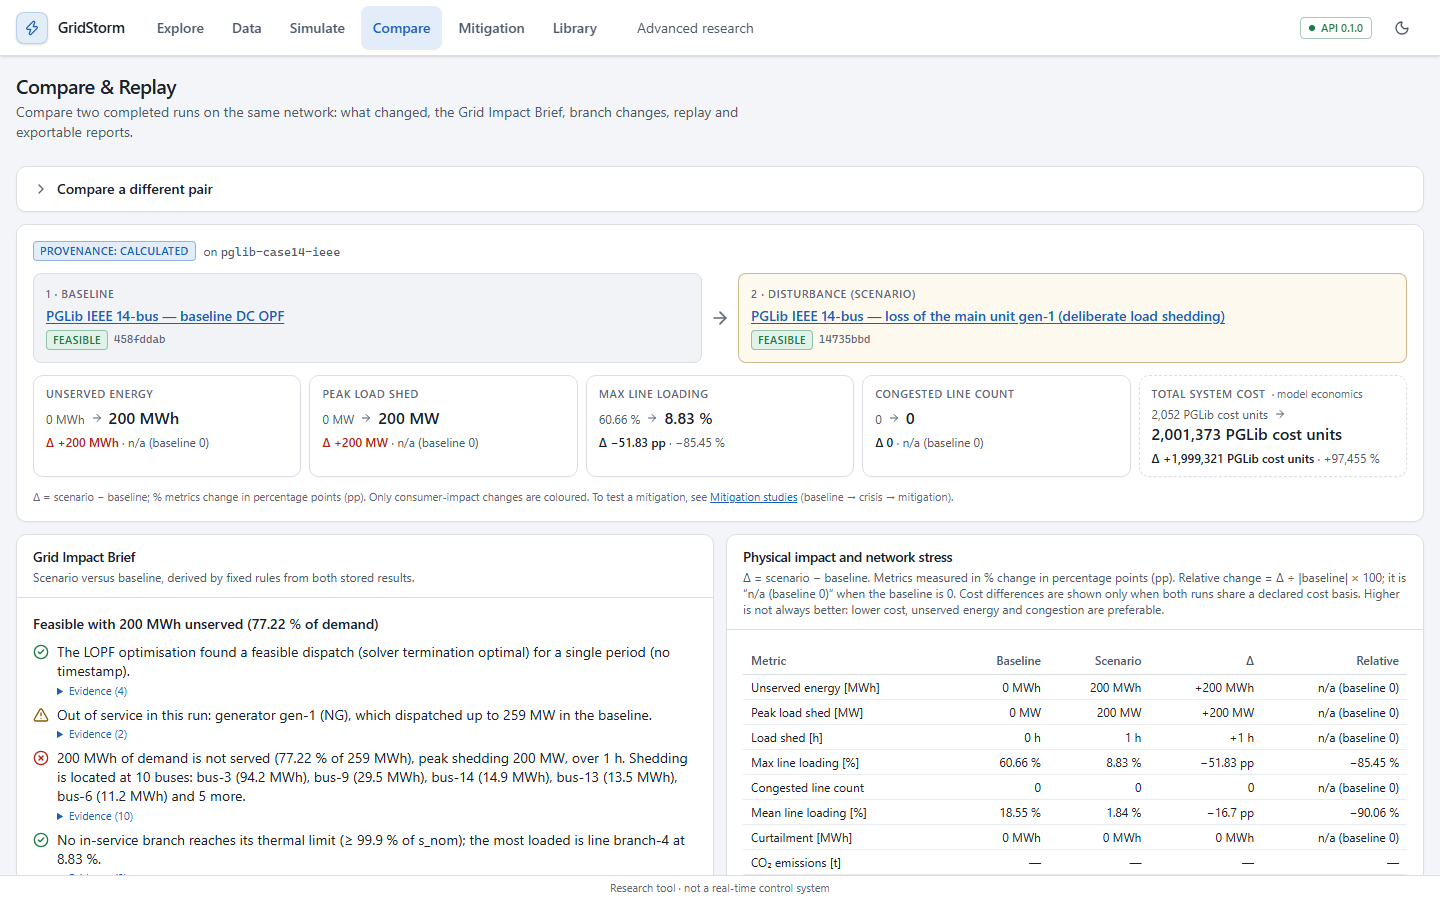 GridStorm
Explore
Data
Simulate
Compare
Mitigation
Library
Advanced research
API 0.1.0
Compare & Replay
Compare two completed runs on the same network: what changed, the Grid Impact Brief, branch changes, replay and
exportable reports.
Compare a different pair
PROVENANCE: CALCULATED on pglib-case14-ieee
1 · BASELINE
PGLib IEEE 14-bus — baseline DC OPF
FEASIBLE 458fddab
→
2 · DISTURBANCE (SCENARIO)
PGLib IEEE 14-bus — loss of the main unit gen-1 (deliberate load shedding)
FEASIBLE 14735bbd
UNSERVED ENERGY
0 MWh → 200 MWh
Δ +200 MWh · n/a (baseline 0)
PEAK LOAD SHED
0 MW → 200 MW
Δ +200 MW · n/a (baseline 0)
MAX LINE LOADING
60.66 % → 8.83 %
Δ −51.83 pp · −85.45 %
CONGESTED LINE COUNT
0 → 0
Δ 0 · n/a (baseline 0)
TOTAL SYSTEM COST · model economics
2,052 PGLib cost units →
2,001,373 PGLib cost units
Δ +1,999,321 PGLib cost units · +97,455 %
Δ = scenario − baseline; % metrics change in percentage points (pp). Only consumer-impact changes are coloured. To test a mitigation, see Mitigation studies (baseline → crisis → mitigation).
Grid Impact Brief
Scenario versus baseline, derived by fixed rules from both stored results.
Feasible with 200 MWh unserved (77.22 % of demand)
The LOPF optimisation found a feasible dispatch (solver termination optimal) for a single period (no
timestamp).
Evidence (4)
Out of service in this run: generator gen-1 (NG), which dispatched up to 259 MW in the baseline.
Evidence (2)
200 MWh of demand is not served (77.22 % of 259 MWh), peak shedding 200 MW, over 1 h. Shedding
is located at 10 buses: bus-3 (94.2 MWh), bus-9 (29.5 MWh), bus-14 (14.9 MWh), bus-13 (13.5 MWh),
bus-6 (11.2 MWh) and 5 more.
Evidence (10)
No in-service branch reaches its thermal limit (≥ 99.9 % of s_nom); the most loaded is line branch-4 at
8.83 %.
Physical impact and network stress
Δ = scenario − baseline. Metrics measured in % change in percentage points (pp). Relative change = Δ ÷ |baseline| × 100; it is
"n/a (baseline 0)" when the baseline is 0. Cost differences are shown only when both runs share a declared cost basis. Higher
is not always better: lower cost, unserved energy and congestion are preferable.
Metric Baseline Scenario Δ Relative
Unserved energy [MWh] 0 MWh 200 MWh +200 MWh n/a (baseline 0)
Peak load shed [MW] 0 MW 200 MW +200 MW n/a (baseline 0)
Load shed [h] 0 h 1 h +1 h n/a (baseline 0)
Max line loading [%] 60.66 % 8.83 % −51.83 pp −85.45 %
Congested line count 0 0 0 n/a (baseline 0)
Mean line loading [%] 18.55 % 1.84 % −16.7 pp −90.06 %
Curtailment [MWh] 0 MWh 0 MWh 0 MWh n/a (baseline 0)
CO₂ emissions [t] — — — —
Research tool · not a real-time control system